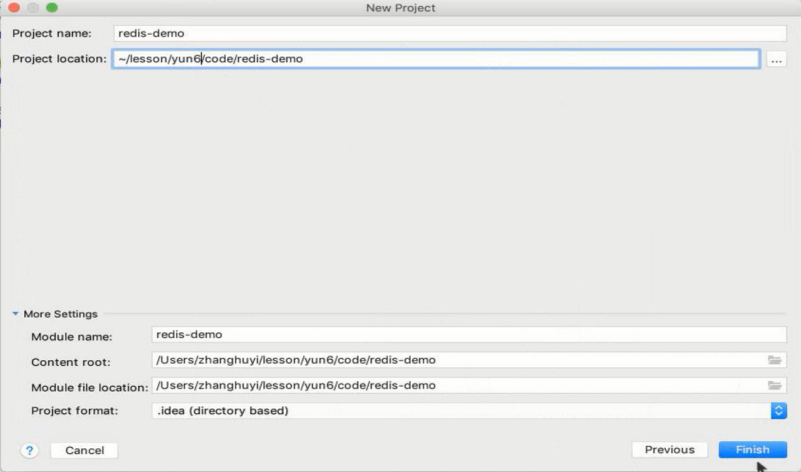 New Project
Project name: redis-demo
Project location: ~/lesson/yun6/code/redis-demo ...
More Settings
Module name: redis-demo
Content root: /Users/zhanghuyi/lesson/yun6/code/redis-demo
Module file location: /Users/zhanghuyi/lesson/yun6/code/redis-demo
Project format: .idea (directory based)
? Cancel Previous Finish